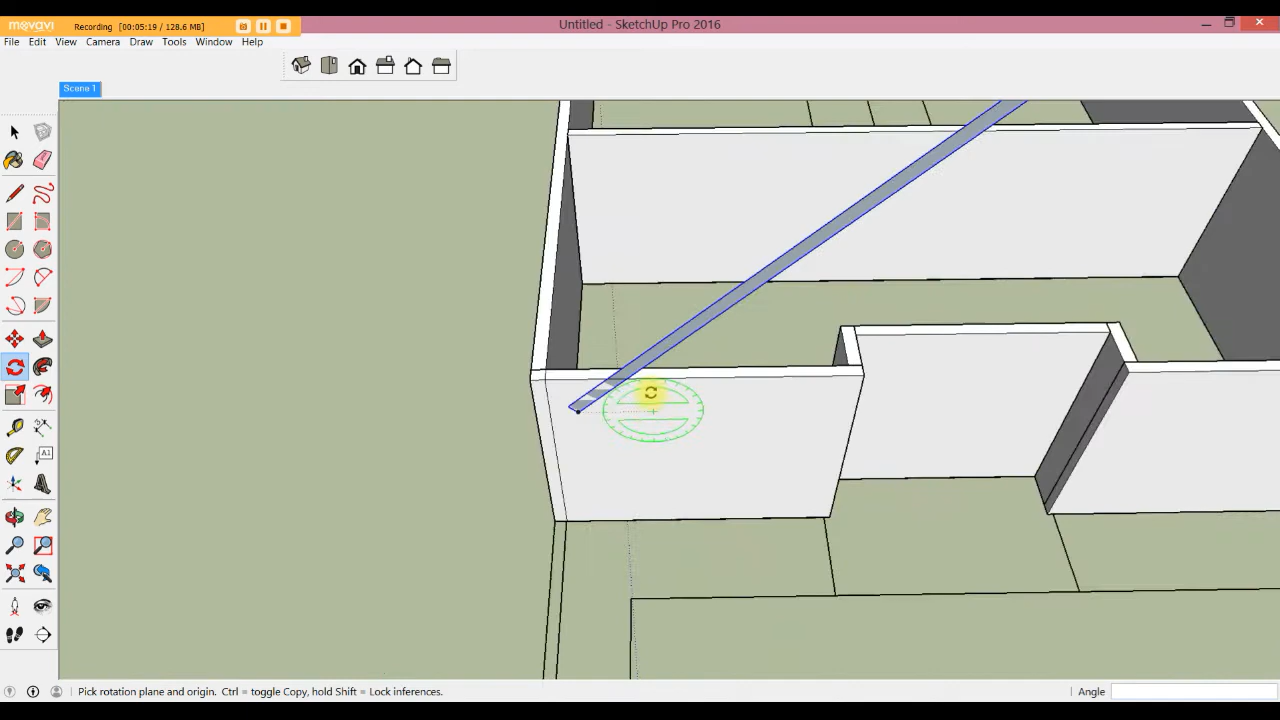 movavi
Recording [00:05:19 / 128.6 MB]
Untitled - SketchUp Pro 2016
File Edit View Camera Draw Tools Window Help
Scene 1
A1
Pick rotation plane and origin. Ctrl = toggle Copy, hold Shift = Lock inferences.
Angle